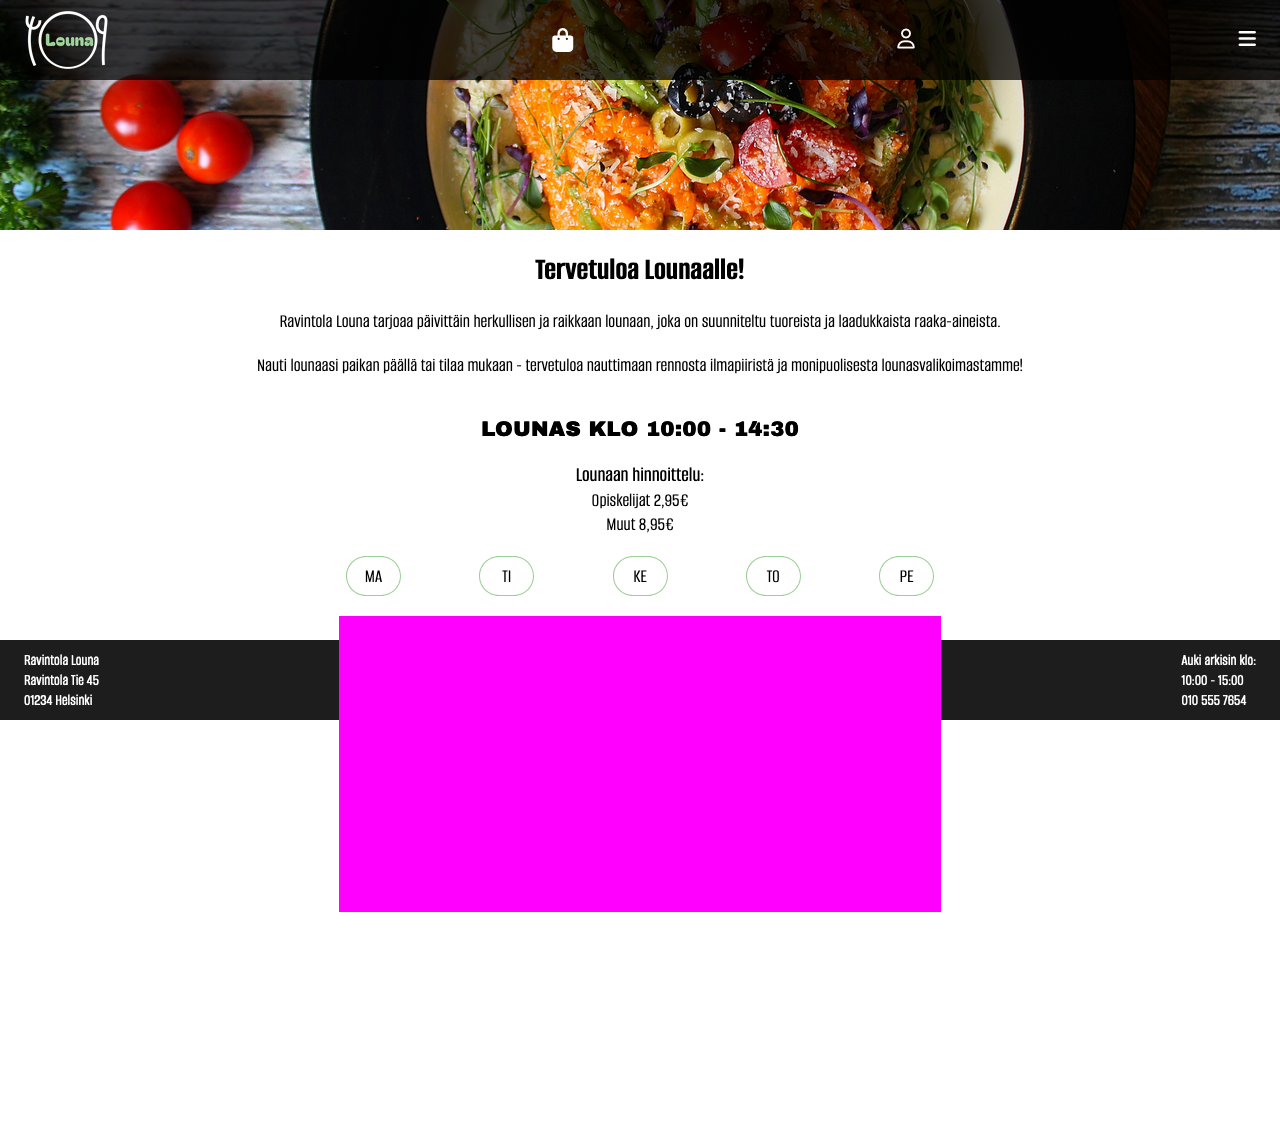 Louna
Tervetuloa Lounaalle!
Ravintola Louna tarjoaa päivittäin herkullisen ja raikkaan lounaan, joka on suunniteltu tuoreista ja laadukkaista raaka-aineista.
Nauti lounaasi paikan päällä tai tilaa mukaan - tervetuloa nauttimaan rennosta ilmapiiristä ja monipuolisesta lounasvalikoimastamme!
LOUNAS KLO 10:00 - 14:30
Lounaan hinnoittelu:
Opiskelijat 2,95€
Muut 8,95€
MA
TI
KE
TO
PE
Ravintola Louna
Ravintola Tie 45
01234 Helsinki
Auki arkisin klo:
10:00 - 15:00
010 555 7654